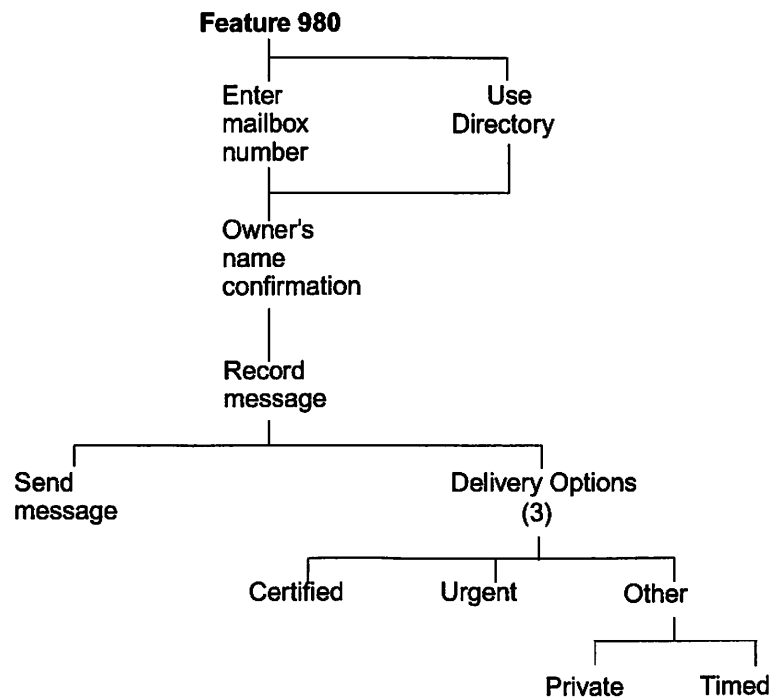 Feature 980
Enter
mailbox
number
Use
Directory
Owner's
name
confirmation
Record
message
Send
message
Delivery Options
(3)
Certified
Urgent
Other
Private
Timed